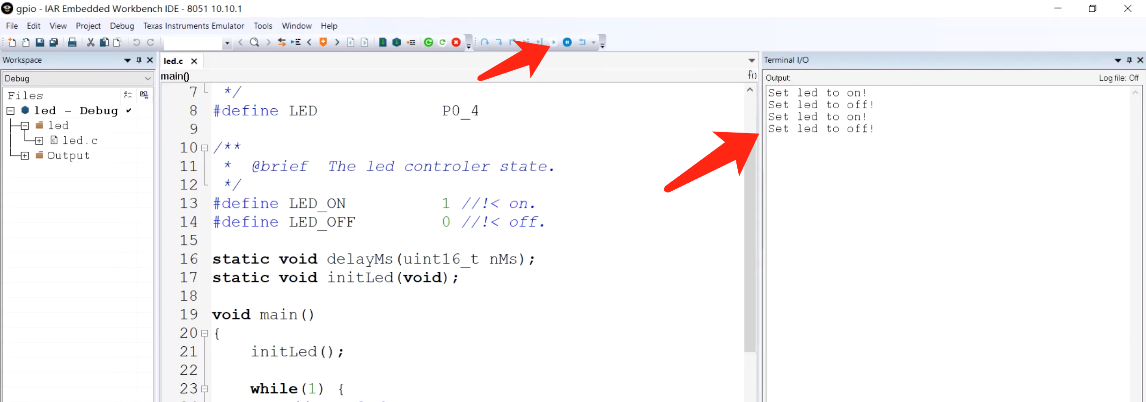 gpio - IAR Embedded Workbench IDE - 8051 10.10.1
File Edit View Project Debug Texas Instruments Emulator Tools Window Help
Workspace
Debug
Files
led - Debug
led
led.c
Output
led.c
main()
f()
7 */
8 #define LED P0_4
9
10 /**
11 * @brief The led controler state.
12 */
13 #define LED_ON 1 //!< on.
14 #define LED_OFF 0 //!< off.
15
16 static void delayMs(uint16_t nMs);
17 static void initLed(void);
18
19 void main()
20 {
21 initLed();
22
23 while(1) {
Terminal I/O
Output: Log file: Off
Set led to on!
Set led to off!
Set led to on!
Set led to off!